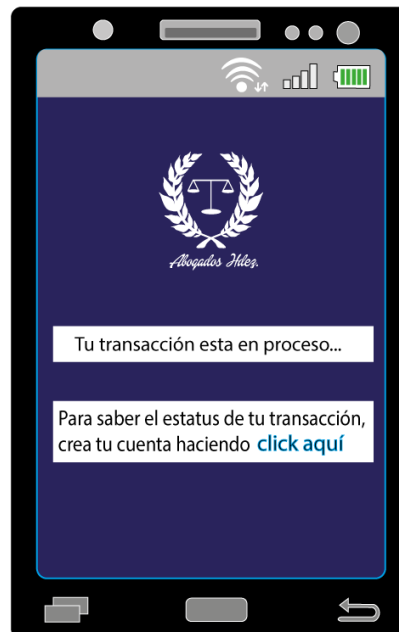 Abogados Hdez.
Tu transacción esta en proceso...
Para saber el estatus de tu transacción,
crea tu cuenta haciendo click aquí